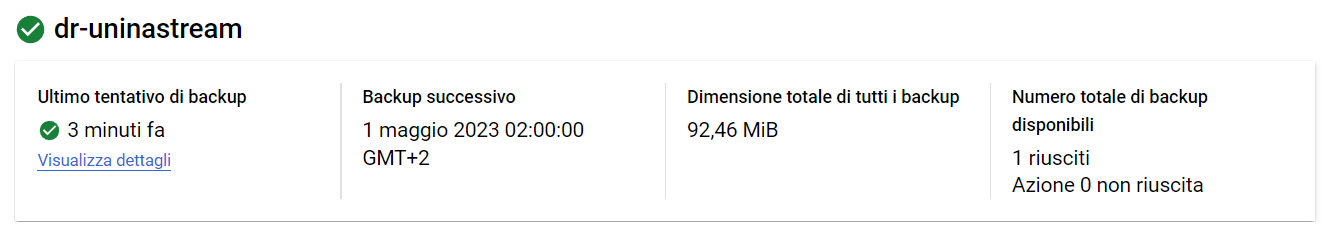 dr-uninastream
Ultimo tentativo di backup
3 minuti fa
Visualizza dettagli
Backup successivo
1 maggio 2023 02:00:00
GMT+2
Dimensione totale di tutti i backup
92,46 MiB
Numero totale di backup
disponibili
1 riusciti
Azione 0 non riuscita